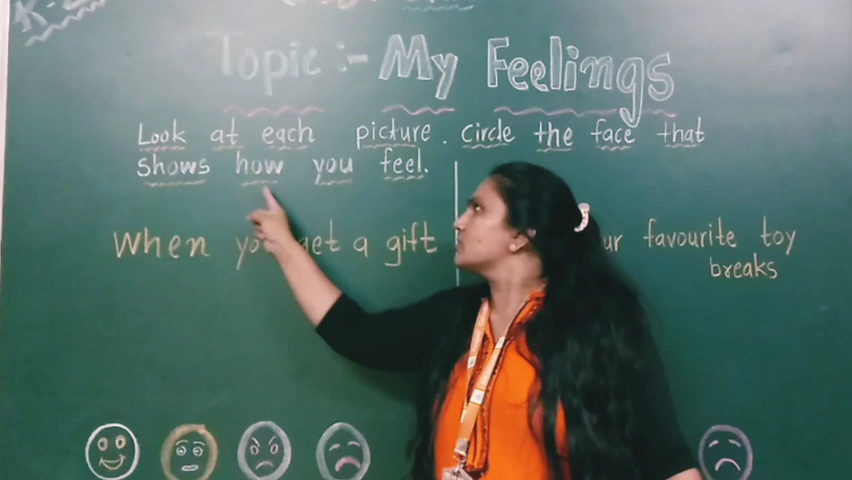 Topic :- My Feelings
Look at each picture. circle the face that
shows how you feel.
When you get a gift
favourite toy
breaks